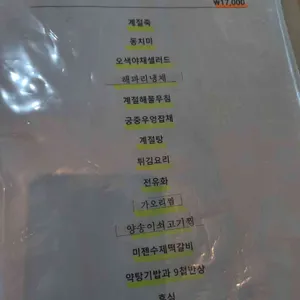 ₩17,000
계절죽
동치미
오색야채샐러드
해파리냉채
계절해물무침
궁중우엉잡채
계절탕
튀김요리
전유화
가오리찜
양송이쇠고기찜
미젠수제떡갈비
약탕기밥과 9첩반상
후식